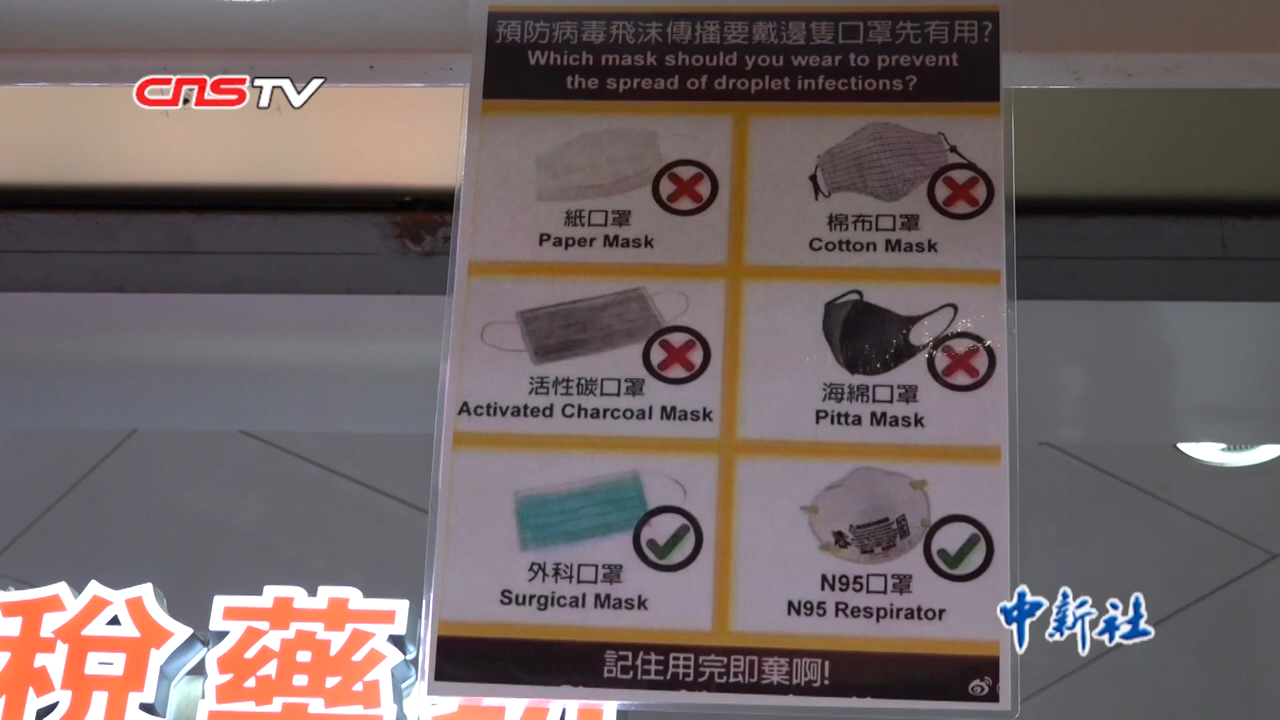 CNSTV
預防病毒飛沫傳播要戴邊隻口罩先有用?
Which mask should you wear to prevent
the spread of droplet infections?
紙口罩
Paper Mask
棉布口罩
Cotton Mask
活性碳口罩
Activated Charcoal Mask
海綿口罩
Pitta Mask
外科口罩
Surgical Mask
N95口罩
N95 Respirator
記住用完即棄啊!
稅藥
中新社